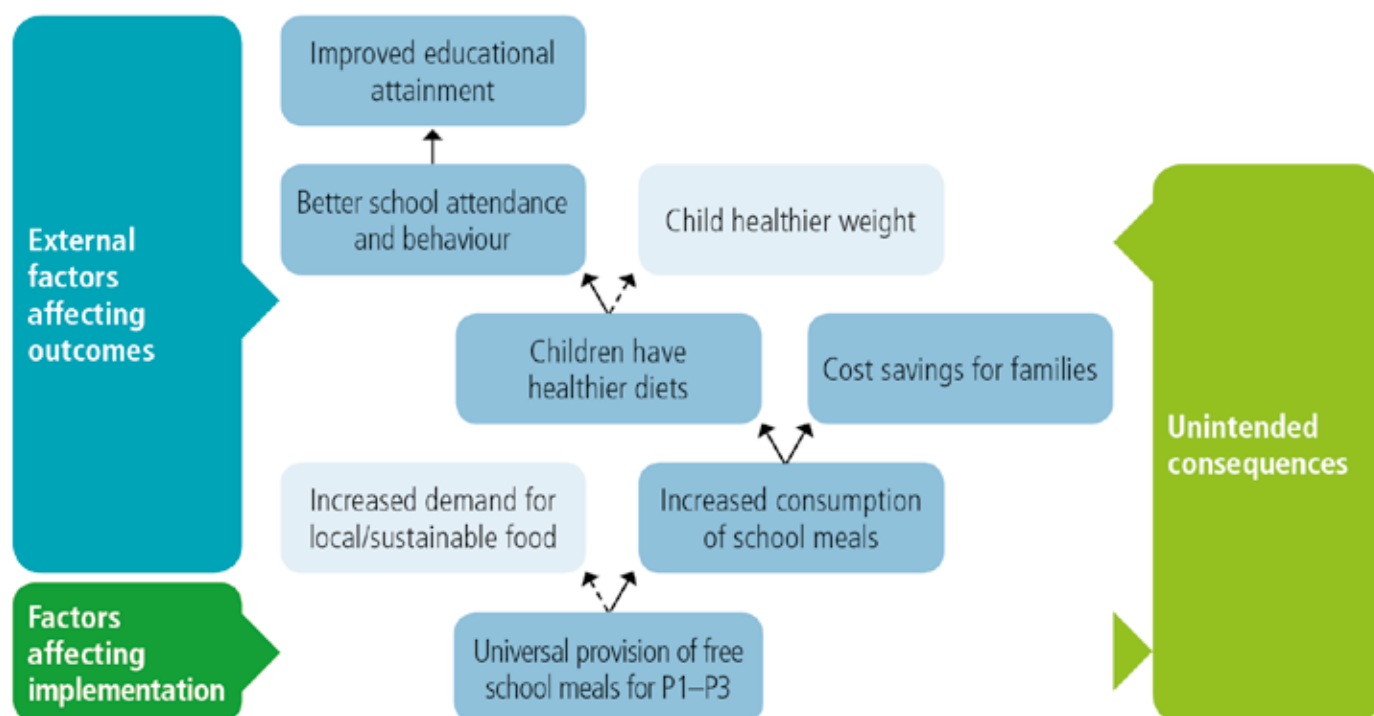 Improved educational
attainment
Better school attendance
and behaviour
Child healthier weight
External
factors
affecting
outcomes
Children have
healthier diets
Cost savings for families
Unintended
consequences
Increased demand for
local/sustainable food
Increased consumption
of school meals
Factors
affecting
implementation
Universal provision of free
school meals for P1–P3